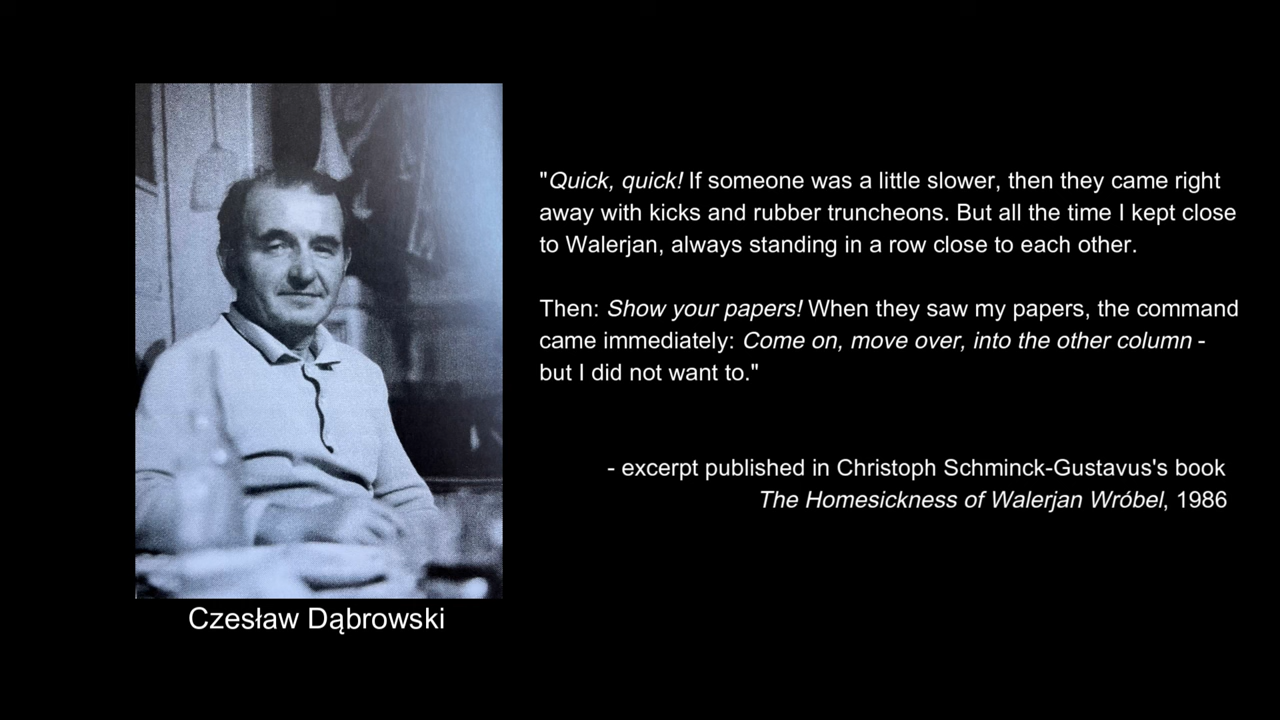 "Quick, quick! If someone was a little slower, then they came right
away with kicks and rubber truncheons. But all the time I kept close
to Walerjan, always standing in a row close to each other.
Then: Show your papers! When they saw my papers, the command
came immediately: Come on, move over, into the other column -
but I did not want to."
- excerpt published in Christoph Schminck-Gustavus's book
The Homesickness of Walerjan Wróbel, 1986
Czesław Dąbrowski